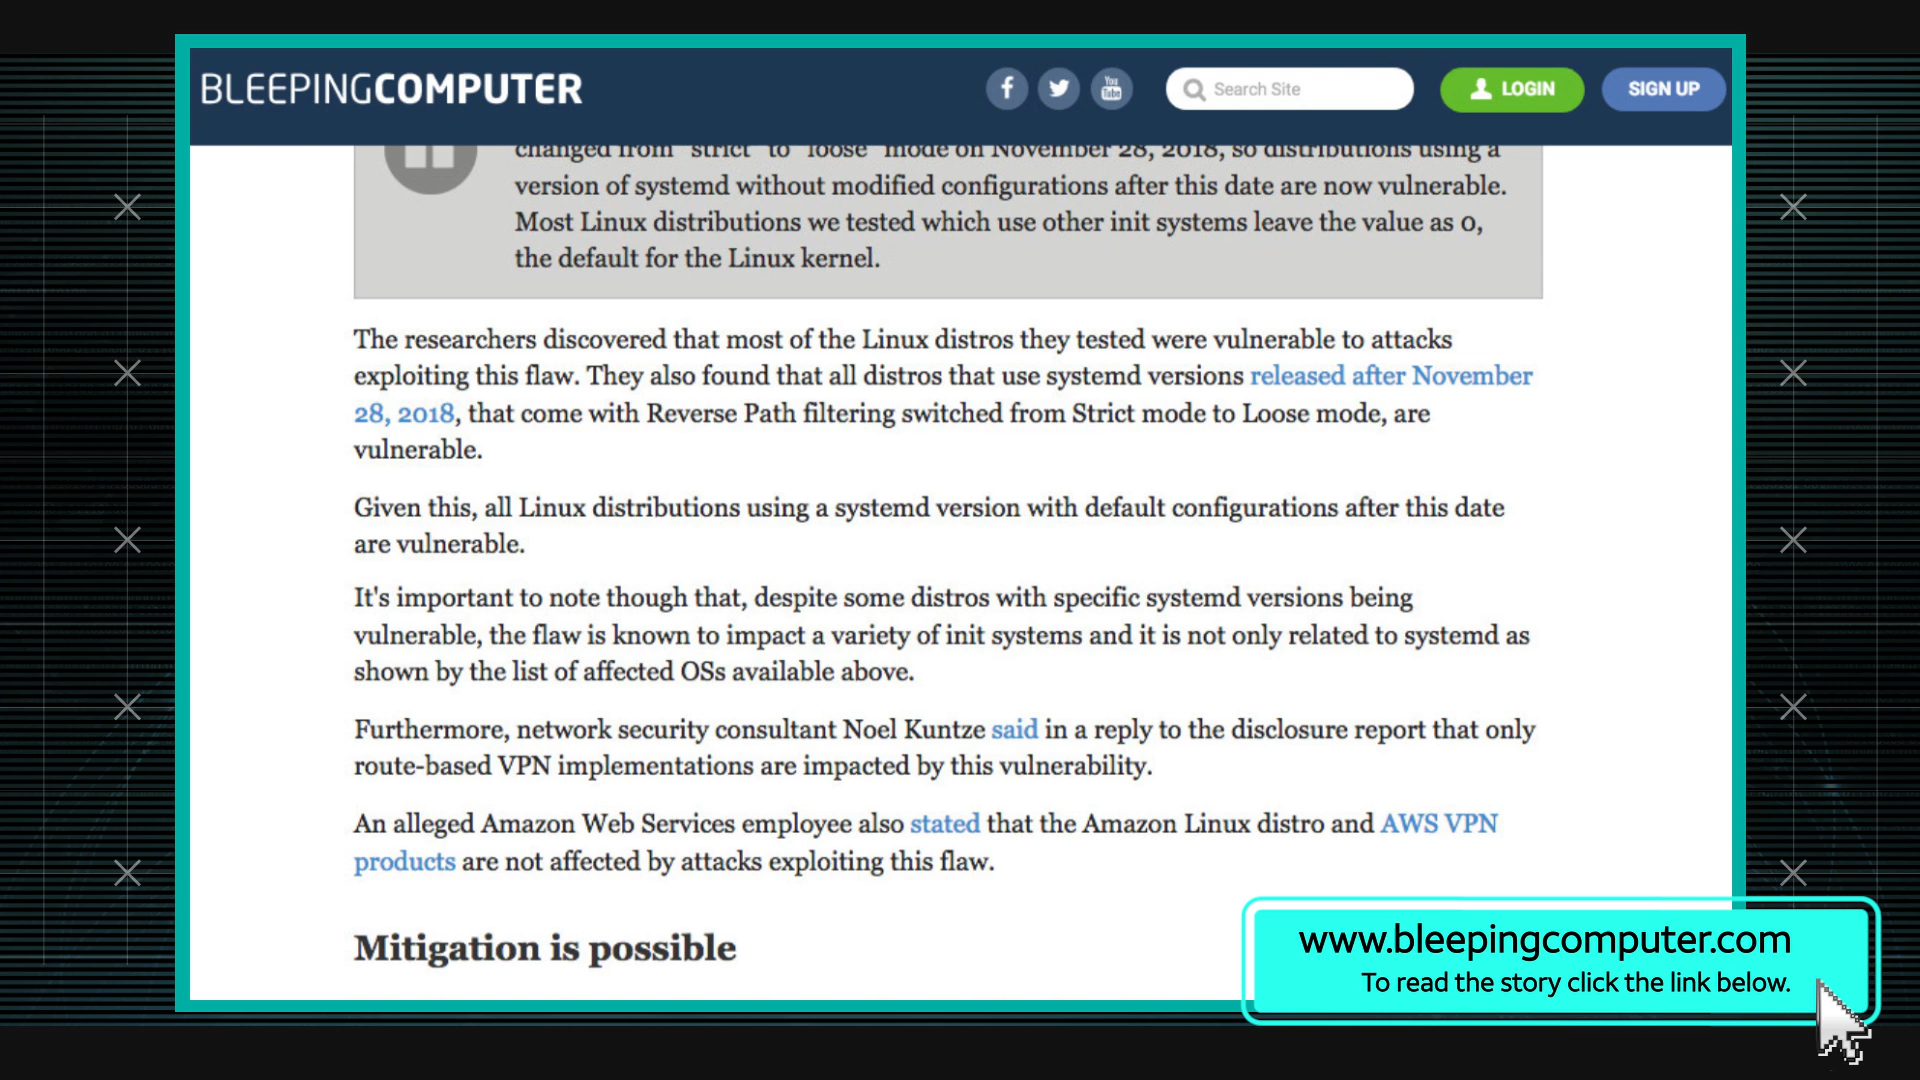 BLEEPINGCOMPUTER
f
You
Tube
Search Site
LOGIN
SIGN UP
changed from "strict" to "loose" mode on November 28, 2018, so distributions using a
version of systemd without modified configurations after this date are now vulnerable.
Most Linux distributions we tested which use other init systems leave the value as 0,
the default for the Linux kernel.
The researchers discovered that most of the Linux distros they tested were vulnerable to attacks
exploiting this flaw. They also found that all distros that use systemd versions released after November
28, 2018, that come with Reverse Path filtering switched from Strict mode to Loose mode, are
vulnerable.
Given this, all Linux distributions using a systemd version with default configurations after this date
are vulnerable.
It's important to note though that, despite some distros with specific systemd versions being
vulnerable, the flaw is known to impact a variety of init systems and it is not only related to systemd as
shown by the list of affected OSs available above.
Furthermore, network security consultant Noel Kuntze said in a reply to the disclosure report that only
route-based VPN implementations are impacted by this vulnerability.
An alleged Amazon Web Services employee also stated that the Amazon Linux distro and AWS VPN
products are not affected by attacks exploiting this flaw.
Mitigation is possible
www.bleepingcomputer.com
To read the story click the link below.